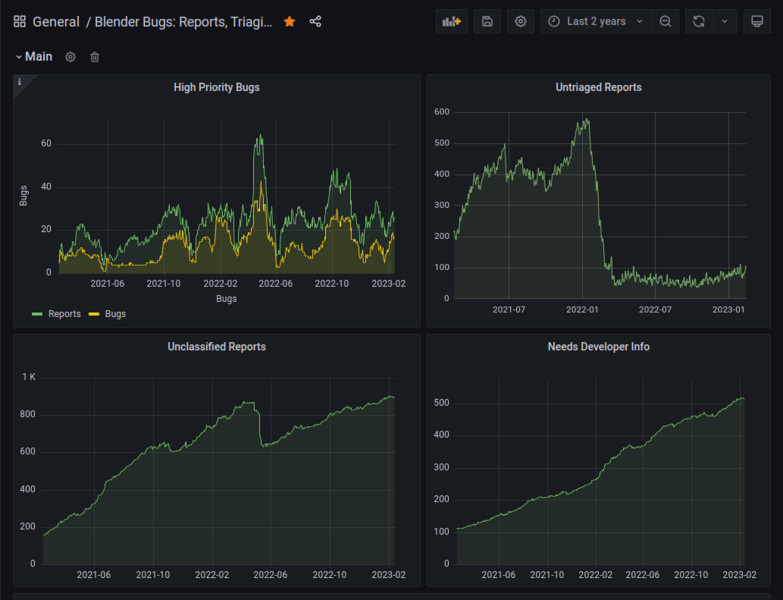 General / Blender Bugs: Reports, Triagi...
Last 2 years
Main
i
High Priority Bugs
60
40
20
0
Bugs
2021-06 2021-10 2022-02 2022-06 2022-10 2023-02
Bugs
Reports Bugs
Untriaged Reports
600
500
400
300
200
100
0
2021-07 2022-01 2022-07 2023-01
Unclassified Reports
1 K
800
600
400
200
0
2021-06 2021-10 2022-02 2022-06 2022-10 2023-02
Needs Developer Info
500
400
300
200
100
0
2021-06 2021-10 2022-02 2022-06 2022-10 2023-02